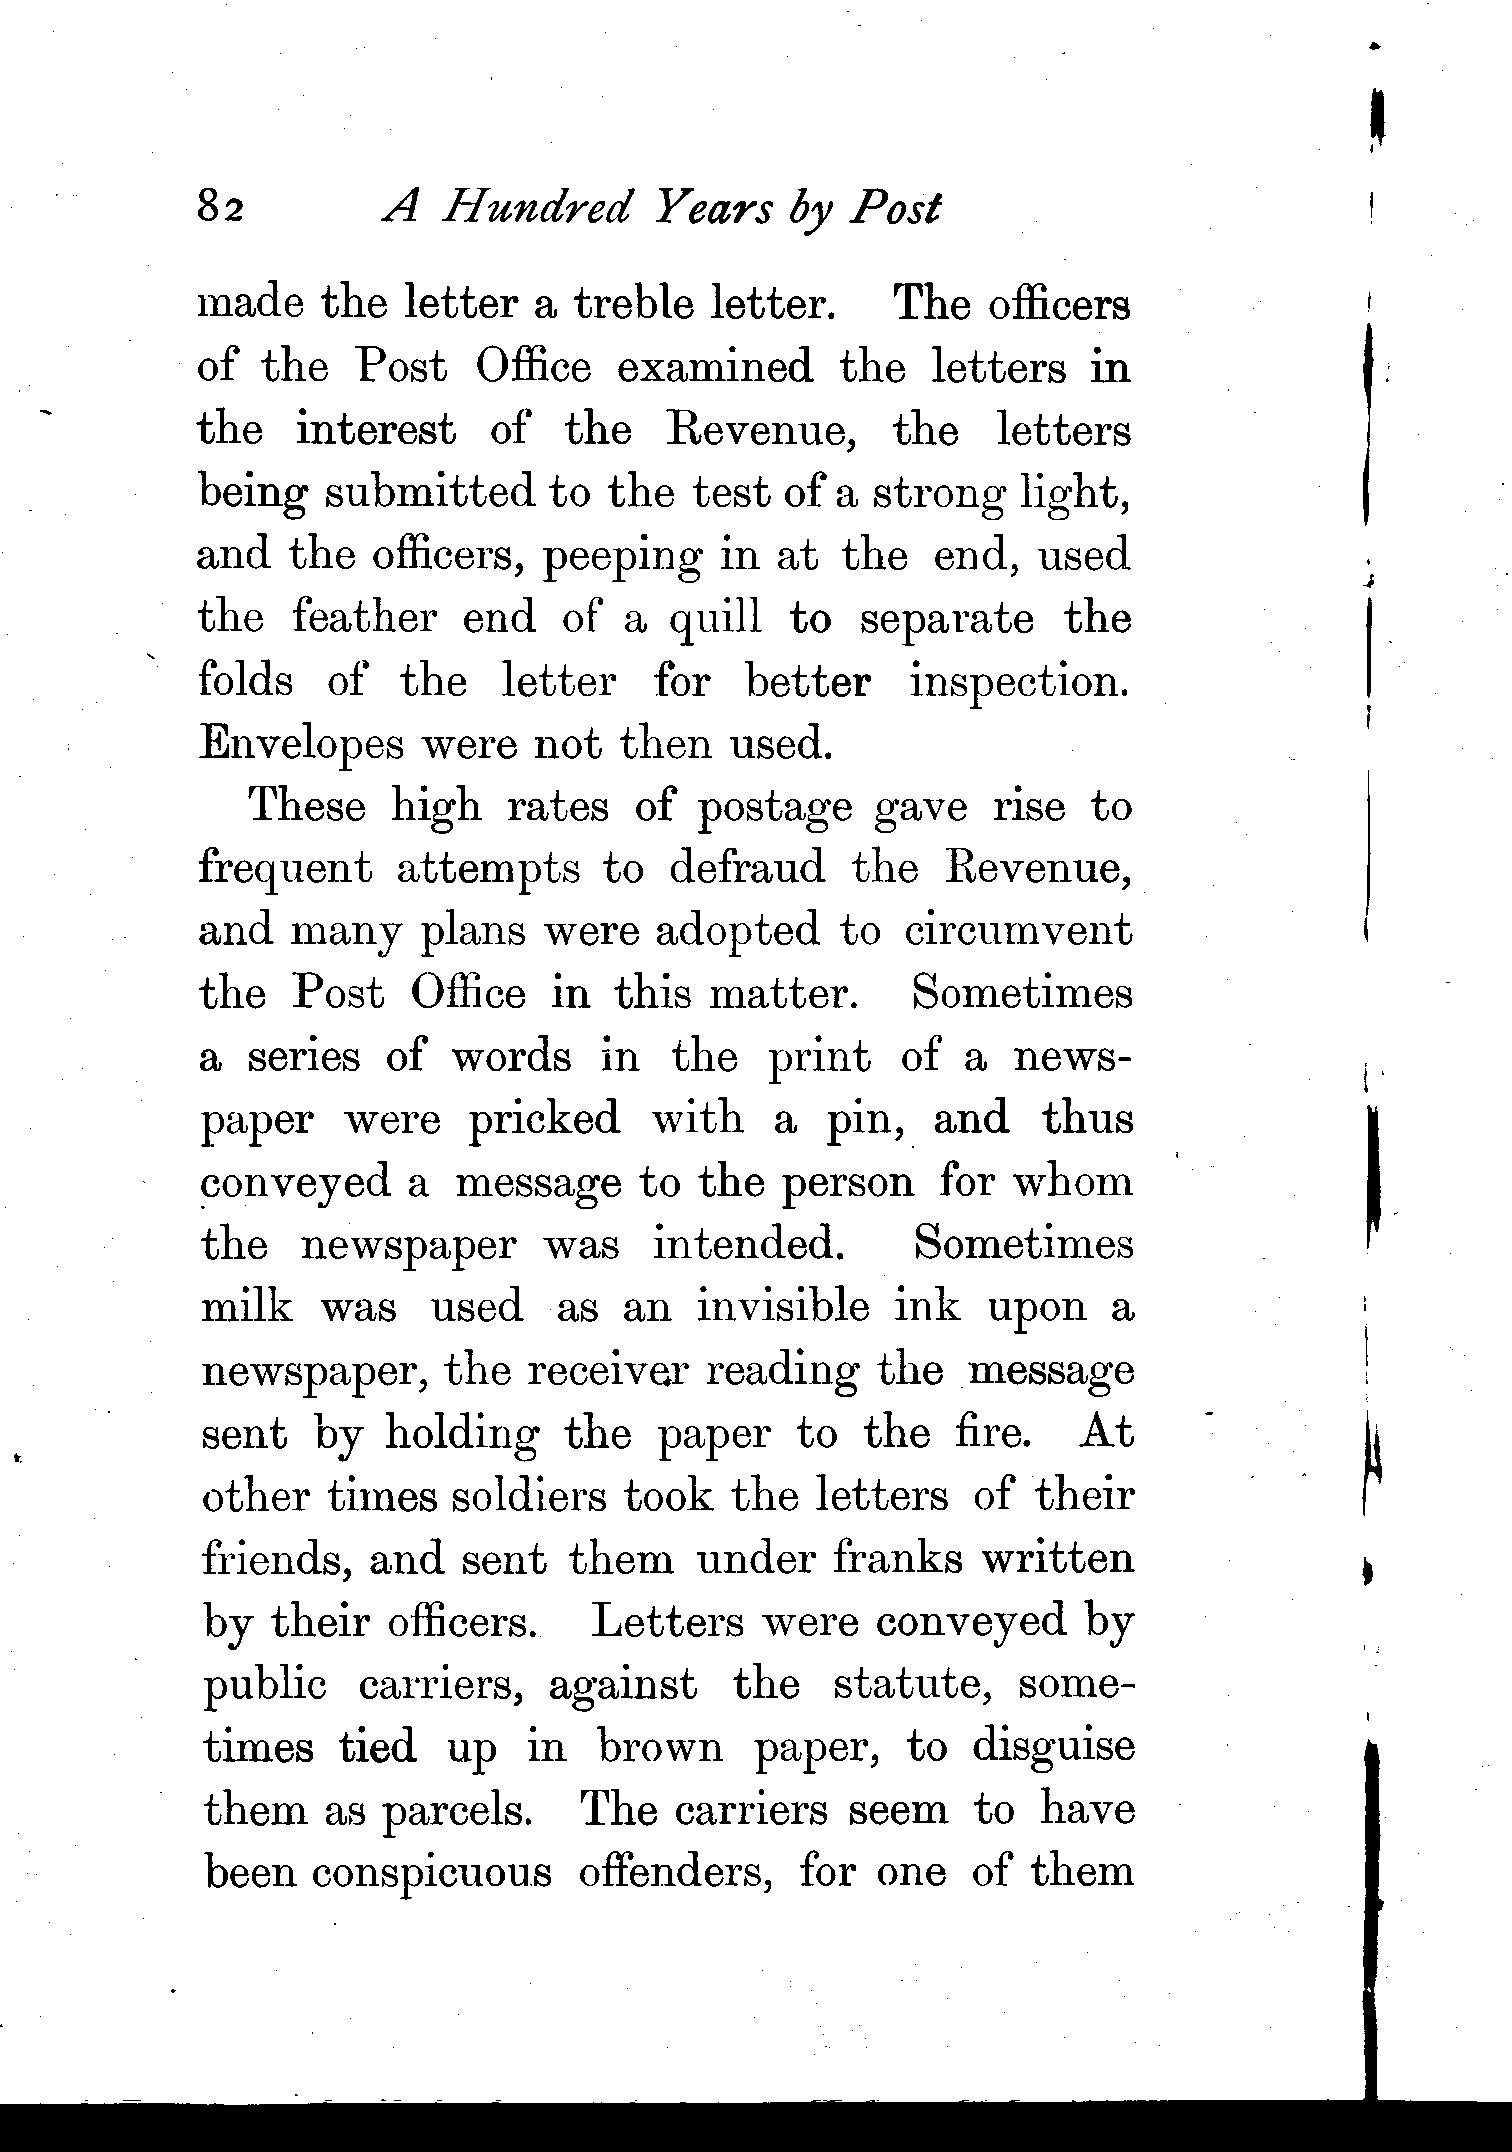 82 A Hundred Years by Post
made the letter a treble letter. The officers
of the Post Office examined the letters in
the interest of the Revenue, the letters
being submitted to the test of a strong light,
and the officers, peeping in at the end, used
the feather end of a quill to separate the
folds of the letter for better inspection.
Envelopes were not then used.
These high rates of postage gave rise to
frequent attempts to defraud the Revenue,
and many plans were adopted to circumvent
the Post Office in this matter. Sometimes
a series of words in the print of a news-
paper were pricked with a pin, and thus
conveyed a message to the person for whom
the newspaper was intended. Sometimes
milk was used as an invisible ink upon a
newspaper, the receiver reading the message
sent by holding the paper to the fire. At
other times soldiers took the letters of their
friends, and sent them under franks written
by their officers. Letters were conveyed by
public carriers, against the statute, some-
times tied up in brown paper, to disguise
them as parcels. The carriers seem to have
been conspicuous offenders, for one of them